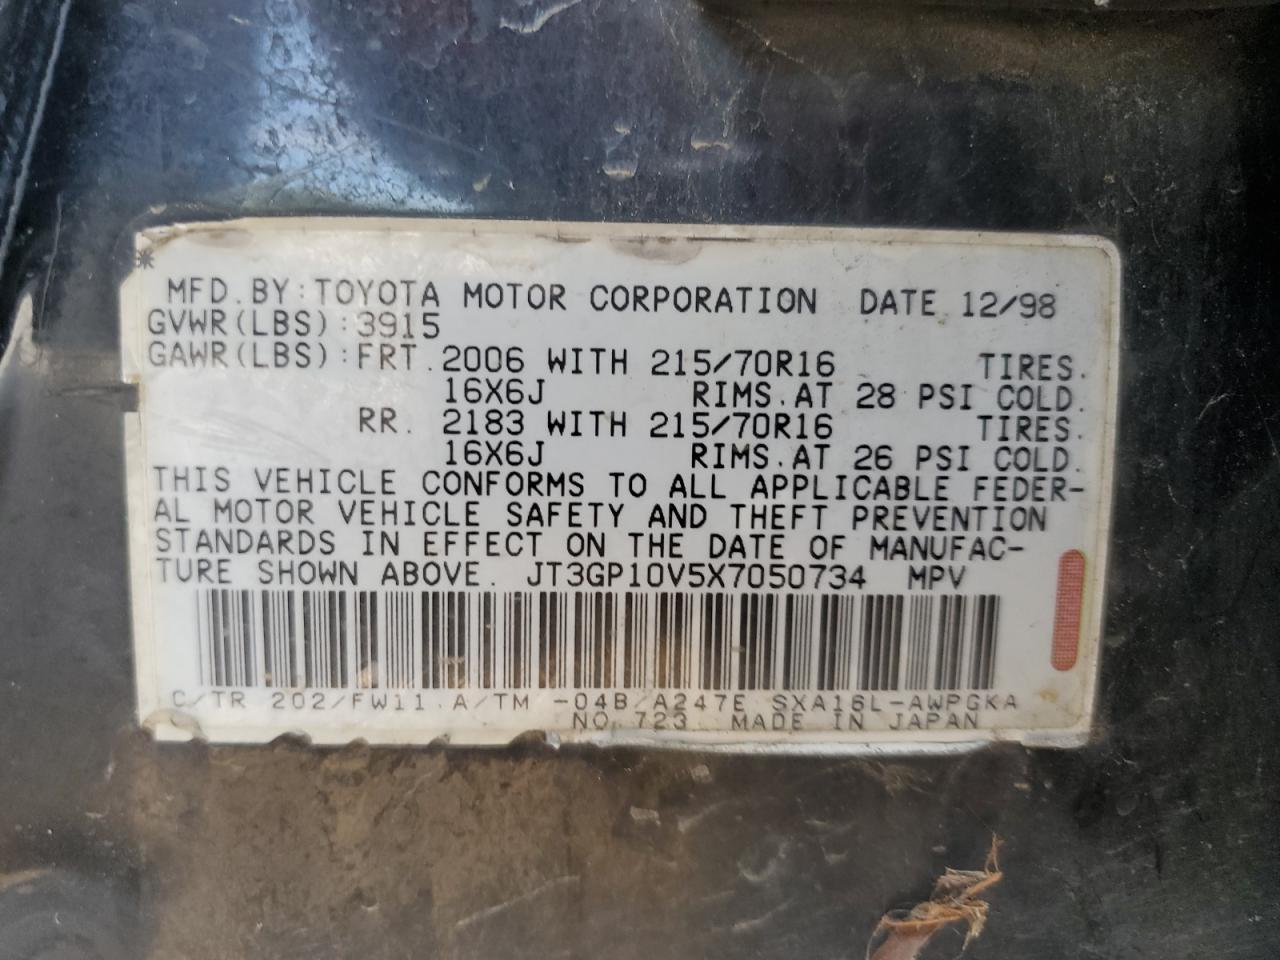 MFD. BY: TOYOTA MOTOR CORPORATION DATE 12/98
GVWR(LBS): 3915
GAWR(LBS): FRT. 2006 WITH 215/70R16 TIRES.
16X6J RIMS. AT 28 PSI COLD.
RR. 2183 WITH 215/70R16 TIRES.
16X6J RIMS. AT 26 PSI COLD.
THIS VEHICLE CONFORMS TO ALL APPLICABLE FEDER-
AL MOTOR VEHICLE SAFETY AND THEFT PREVENTION
STANDARDS IN EFFECT ON THE DATE OF MANUFAC-
TURE SHOWN ABOVE. JT3GP10V5X7050734 MPV
C/TR 202/FW11 A/TM -04B/A247E SXA16L-AWPGKA
NO. 723 MADE IN JAPAN